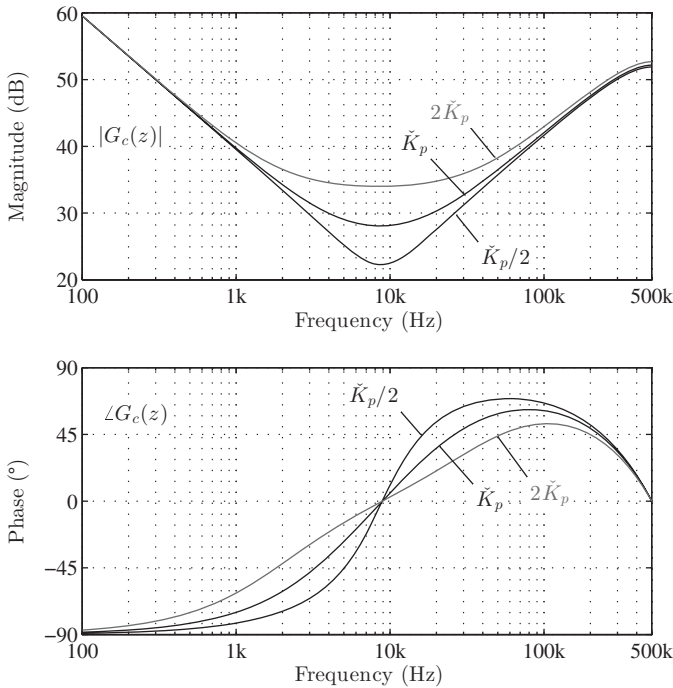 60
50
40
30
20
Magnitude (dB)
|G_c(z)|
2Ǩ_p
Ǩ_p
Ǩ_p/2
100 1k 10k 100k 500k
Frequency (Hz)
90
45
0
−45
−90
Phase (°)
∠G_c(z)
Ǩ_p/2
Ǩ_p
2Ǩ_p
100 1k 10k 100k 500k
Frequency (Hz)